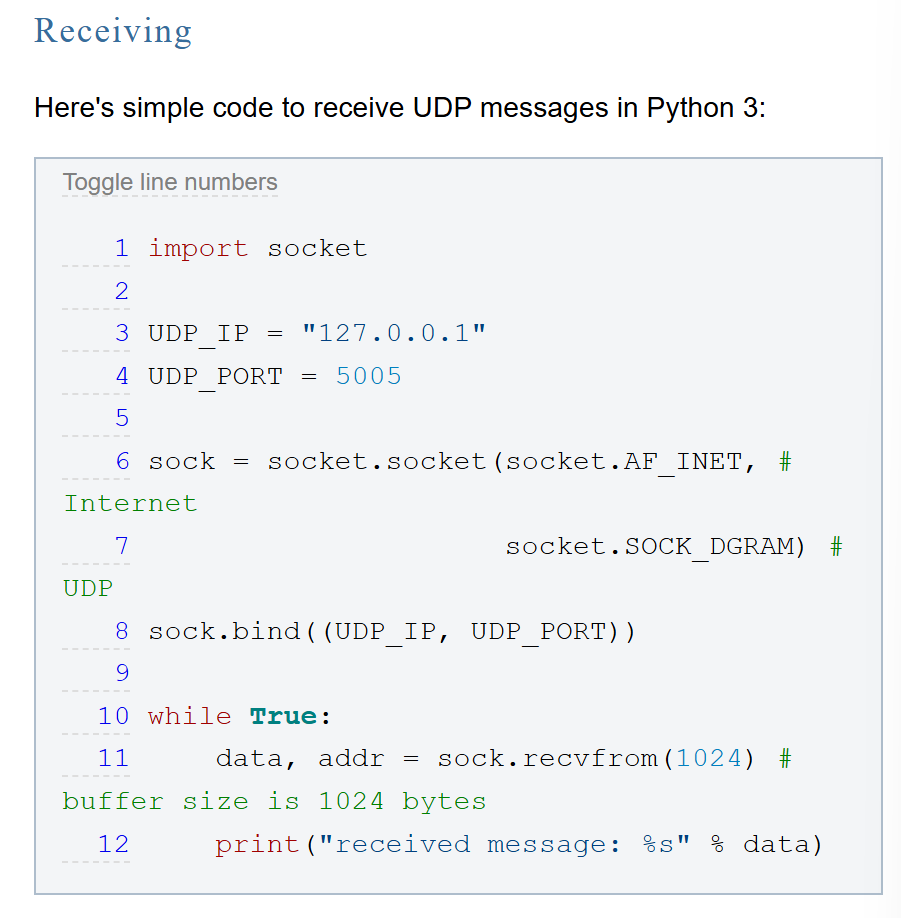 Receiving
Here's simple code to receive UDP messages in Python 3:
Toggle line numbers
1 import socket
2
3 UDP_IP = "127.0.0.1"
4 UDP_PORT = 5005
5
6 sock = socket.socket(socket.AF_INET, #
Internet
7                      socket.SOCK_DGRAM) #
UDP
8 sock.bind((UDP_IP, UDP_PORT))
9
10 while True:
11     data, addr = sock.recvfrom(1024) #
buffer size is 1024 bytes
12     print("received message: %s" % data)